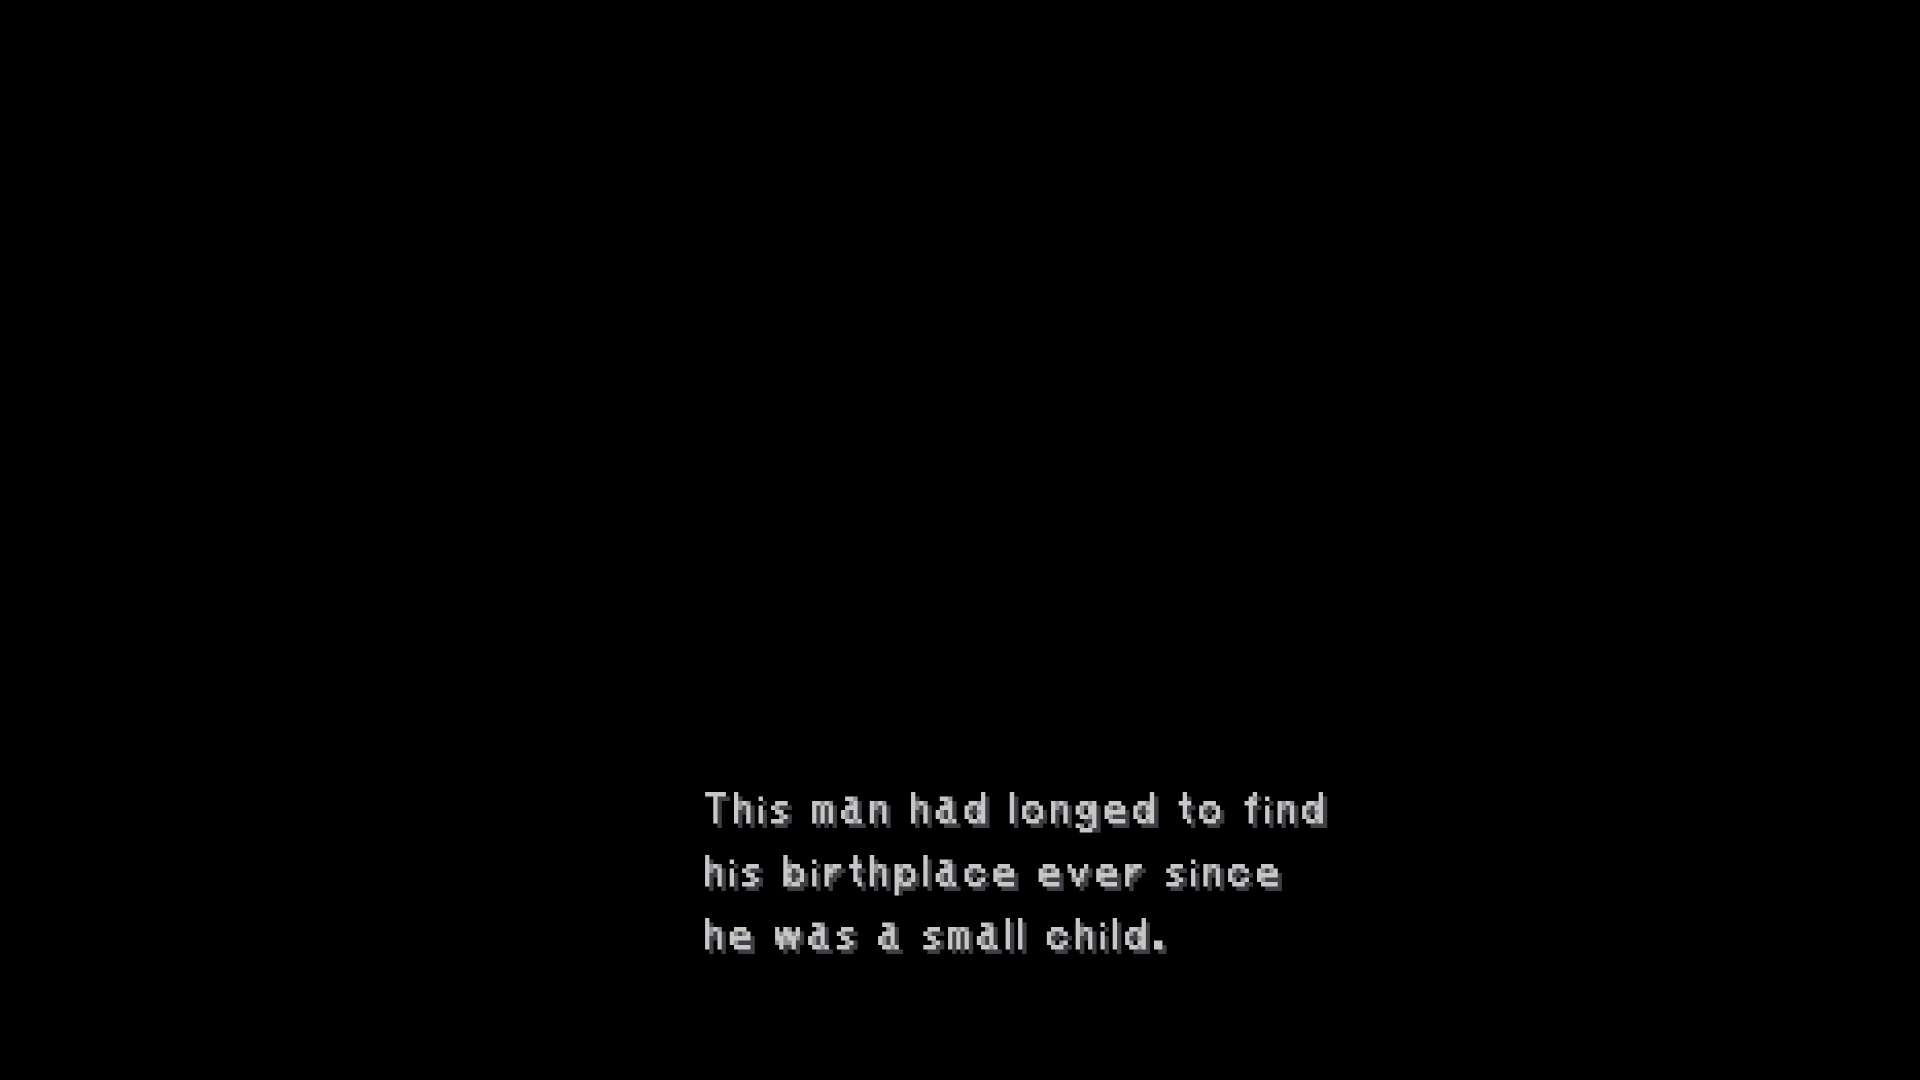 This man had longed to find
his birthplace ever since
he was a small child.